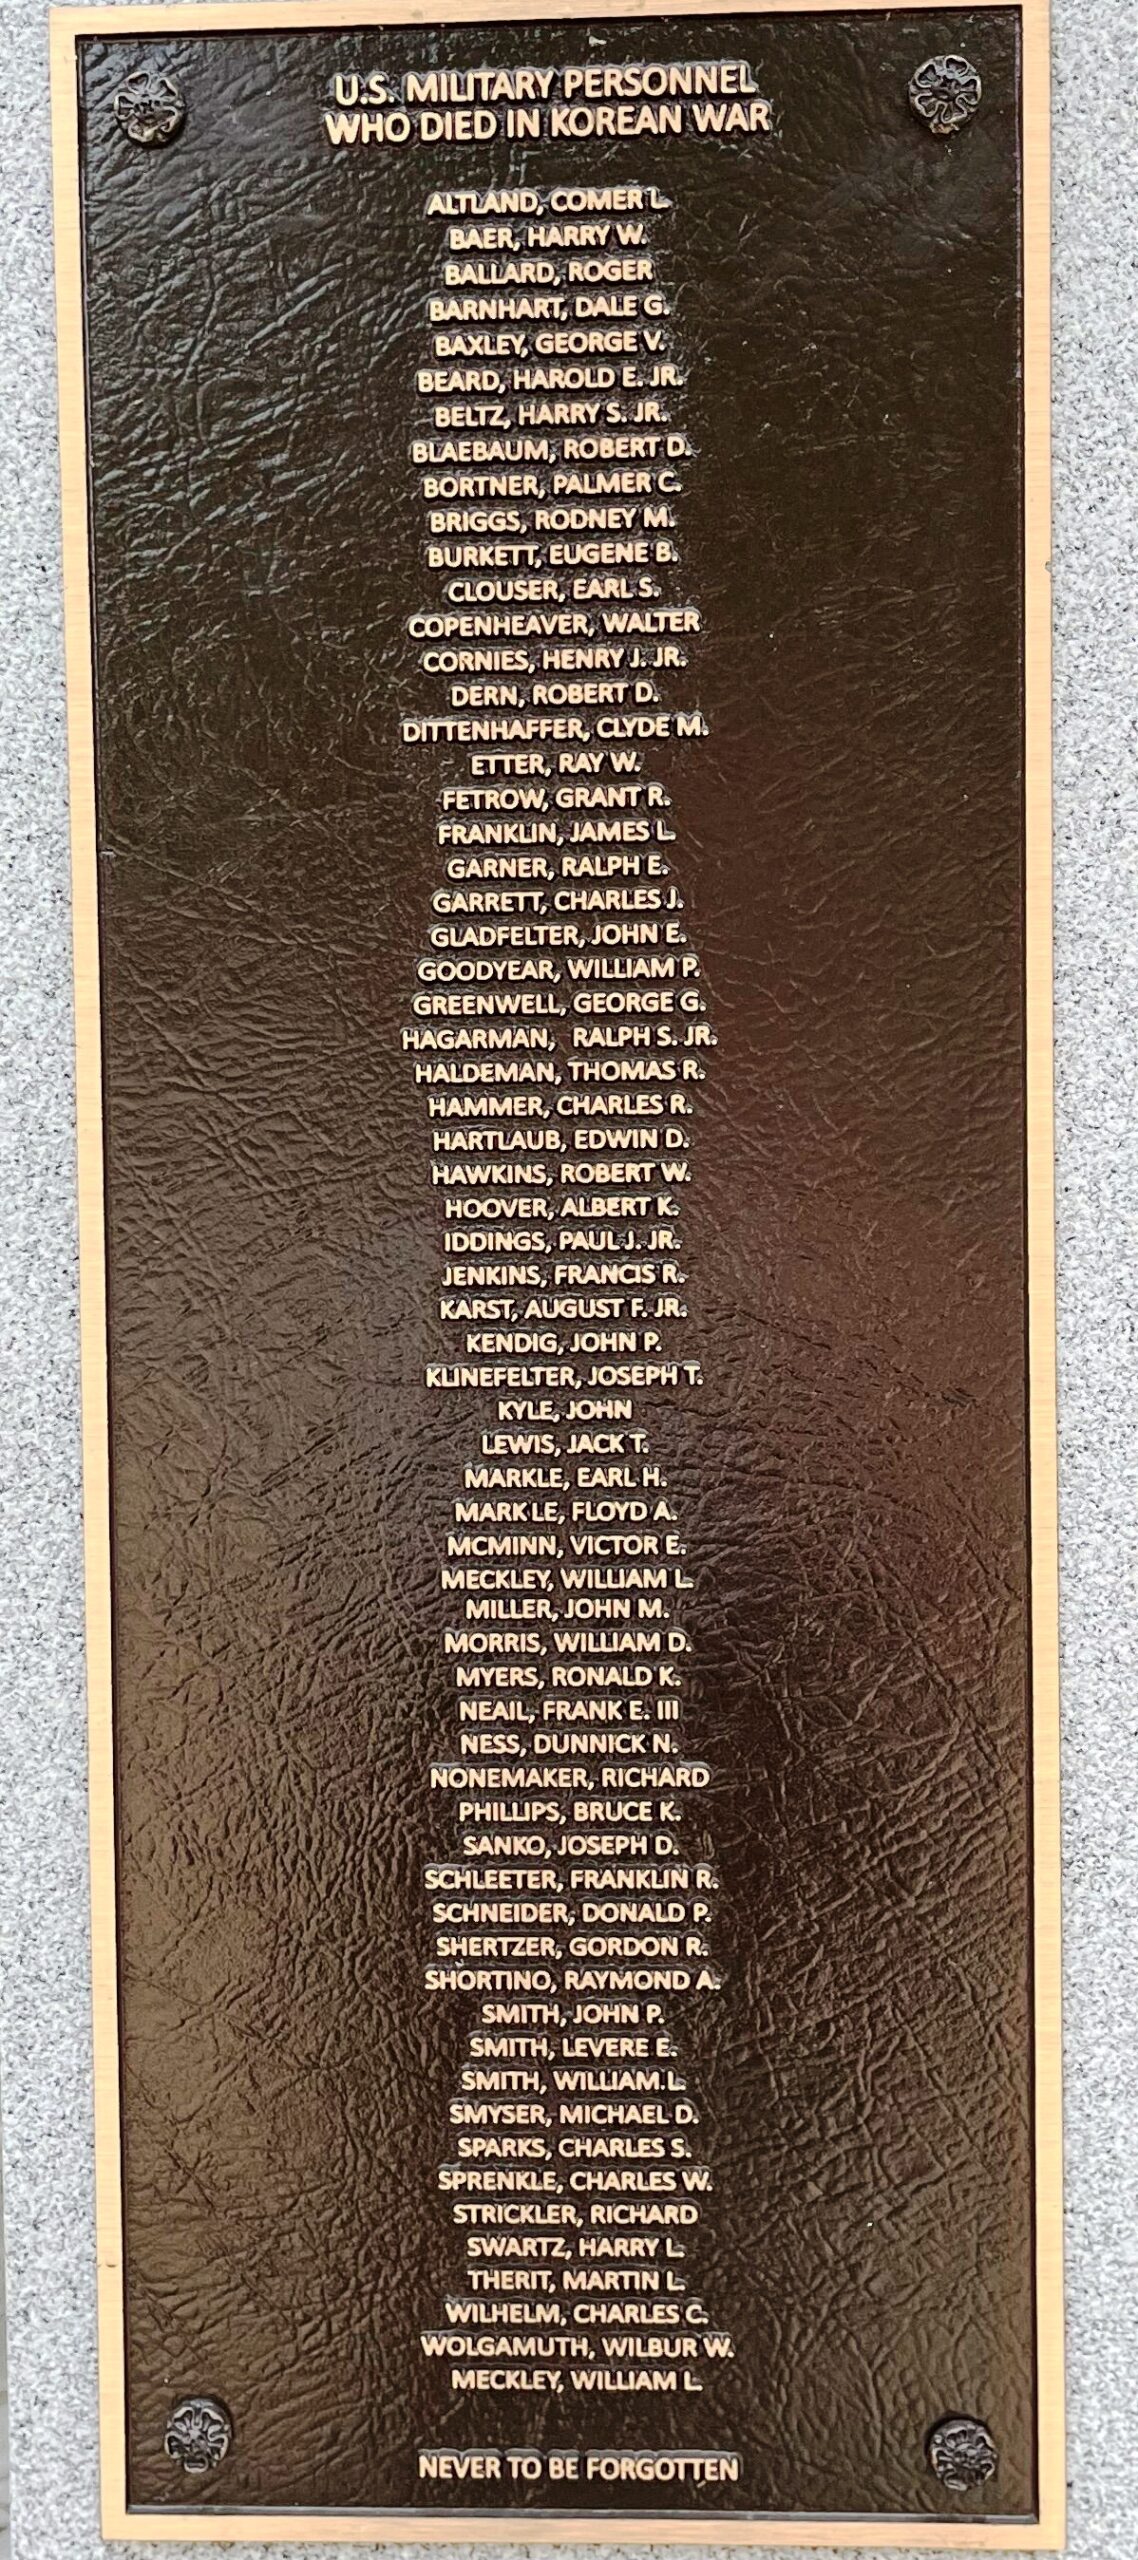 U.S. MILITARY PERSONNEL
WHO DIED IN KOREAN WAR
ALTLAND, COMER L.
BAER, HARRY W.
BALLARD, ROGER
BARNHART, DALE G.
BAXLEY, GEORGE V.
BEARD, HAROLD E. JR.
BELTZ, HARRY S. JR.
BLAEBAUM, ROBERT D.
BORTNER, PALMER C.
BRIGGS, RODNEY M.
BURKETT, EUGENE B.
CLOUSER, EARL S.
COPENHEAVER, WALTER
CORNIES, HENRY J. JR.
DERN, ROBERT D.
DITTENHAFFER, CLYDE M.
ETTER, RAY W.
FETROW, GRANT R.
FRANKLIN, JAMES L.
GARNER, RALPH E.
GARRETT, CHARLES J.
GLADFELTER, JOHN E.
GOODYEAR, WILLIAM P.
GREENWELL, GEORGE G.
HAGARMAN, RALPH S. JR.
HALDEMAN, THOMAS R.
HAMMER, CHARLES R.
HARTLAUB, EDWIN D.
HAWKINS, ROBERT W.
HOOVER, ALBERT K.
IDDINGS, PAUL J. JR.
JENKINS, FRANCIS R.
KARST, AUGUST F. JR.
KENDIG, JOHN P.
KLINEFELTER, JOSEPH T.
KYLE, JOHN
LEWIS, JACK T.
MARKLE, EARL H.
MARKLE, FLOYD A.
MCMINN, VICTOR E.
MECKLEY, WILLIAM L.
MILLER, JOHN M.
MORRIS, WILLIAM D.
MYERS, RONALD K.
NEAIL, FRANK E. III
NESS, DUNNICK N.
NONEMAKER, RICHARD
PHILLIPS, BRUCE K.
SANKO, JOSEPH D.
SCHLEETER, FRANKLIN R.
SCHNEIDER, DONALD P.
SHERTZER, GORDON R.
SHORTINO, RAYMOND A.
SMITH, JOHN P.
SMITH, LEVERE E.
SMITH, WILLIAM L.
SMYSER, MICHAEL D.
SPARKS, CHARLES S.
SPRENKLE, CHARLES W.
STRICKLER, RICHARD
SWARTZ, HARRY L.
THERIT, MARTIN L.
WILHELM, CHARLES C.
WOLGAMUTH, WILBUR W.
MECKLEY, WILLIAM L.
NEVER TO BE FORGOTTEN